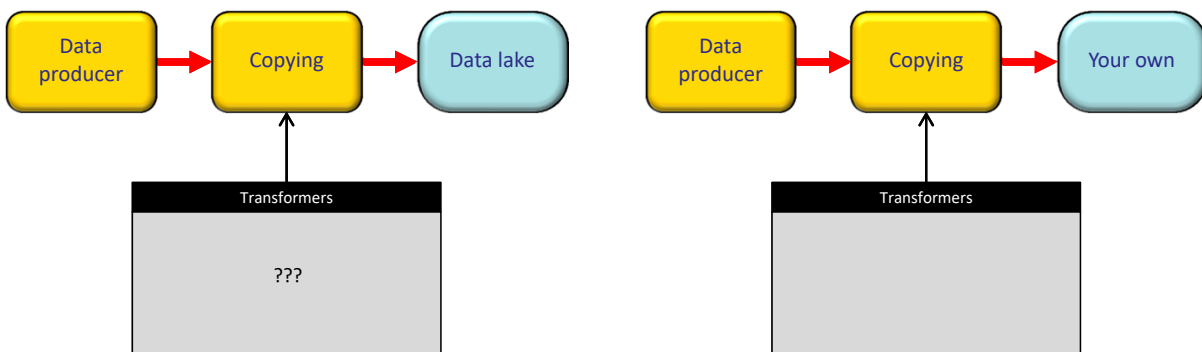 Data
producer
Copying
Data lake
Transformers
???
Data
producer
Copying
Your own
Transformers